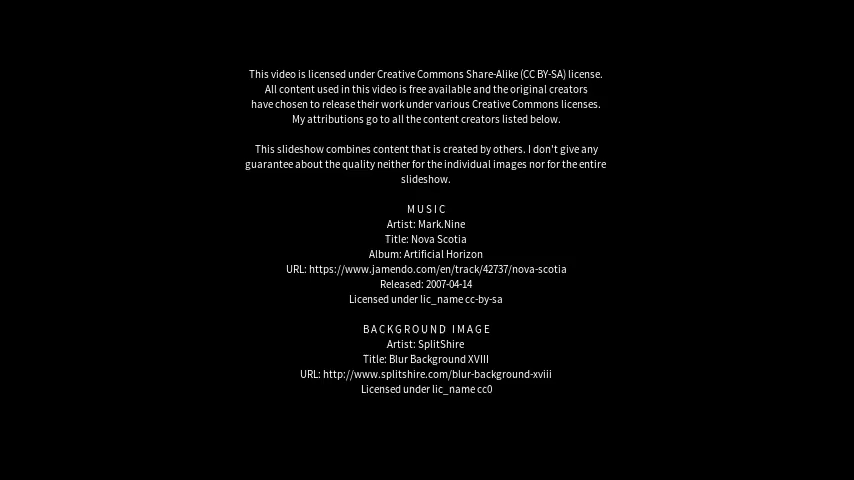 This video is licensed under Creative Commons Share-Alike (CC BY-SA) license.
All content used in this video is free available and the original creators
have chosen to release their work under various Creative Commons licenses.
My attributions go to all the content creators listed below.
This slideshow combines content that is created by others. I don't give any
guarantee about the quality neither for the individual images nor for the entire
slideshow.
MUSIC
Artist: Mark.Nine
Title: Nova Scotia
Album: Artificial Horizon
URL: https://www.jamendo.com/en/track/42737/nova-scotia
Released: 2007-04-14
Licensed under lic_name cc-by-sa
BACKGROUND IMAGE
Artist: SplitShire
Title: Blur Background XVIII
URL: http://www.splitshire.com/blur-background-xviii
Licensed under lic_name cc0